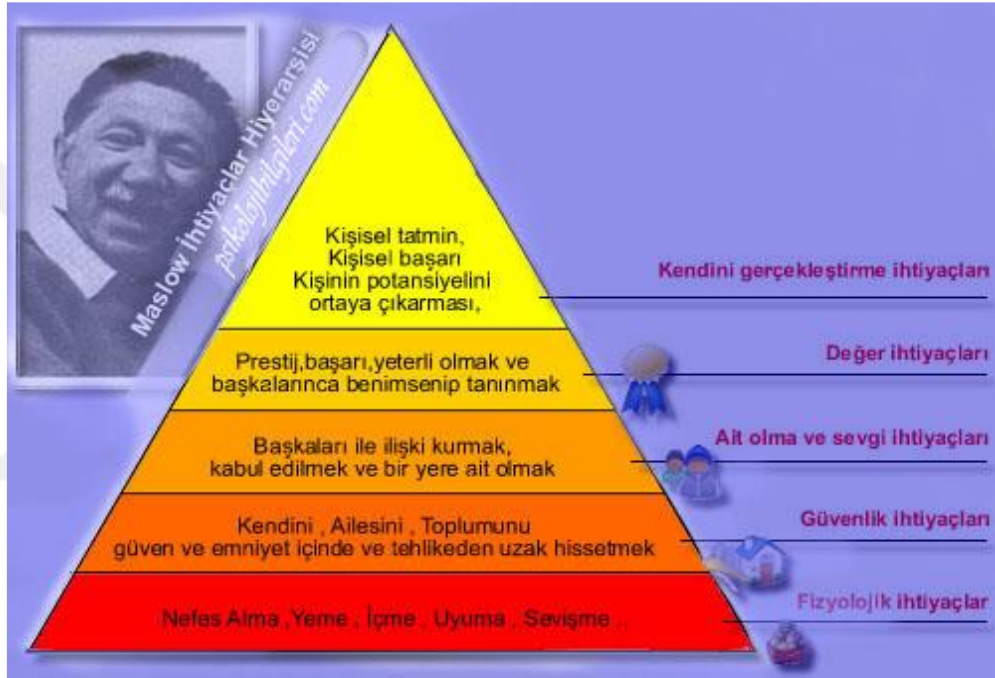 Maslow İhtiyaçlar Hiyerarşisi
psikolojibilgileri.com
Kişisel tatmin,
Kişisel başarı
Kişinin potansiyelini
ortaya çıkarması,
Kendini gerçekleştirme ihtiyaçları
Prestij,başarı,yeterli olmak ve
başkalarınca benimsenip tanınmak
Değer ihtiyaçları
Başkaları ile ilişki kurmak,
kabul edilmek ve bir yere ait olmak
Ait olma ve sevgi ihtiyaçları
Kendini , Ailesini , Toplumunu
güven ve emniyet içinde ve tehlikeden uzak hissetmek
Güvenlik ihtiyaçları
Nefes Alma ,Yeme , İçme , Uyuma , Sevişme ..
Fizyolojik ihtiyaçlar